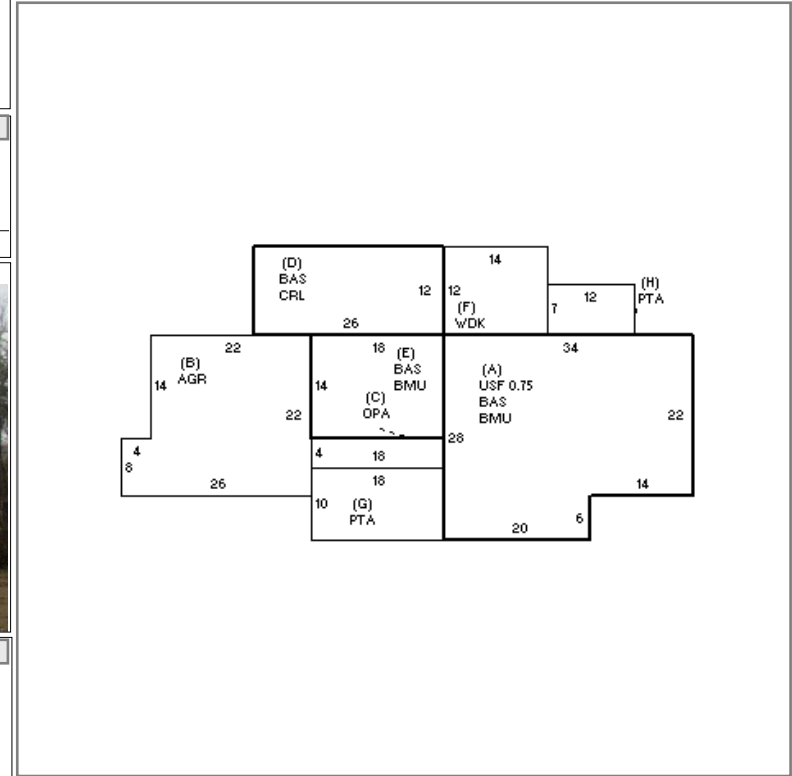 14
(D)
BAS
CRL
12
26
12
(F)
WDK
7
12
(H)
PTA
22
(B)
AGR
14
22
4
8
26
18
(E)
BAS
BMU
14
(C)
OPA
4
18
18
10
(G)
PTA
34
(A)
USF 0.75
BAS
BMU
22
28
14
6
20